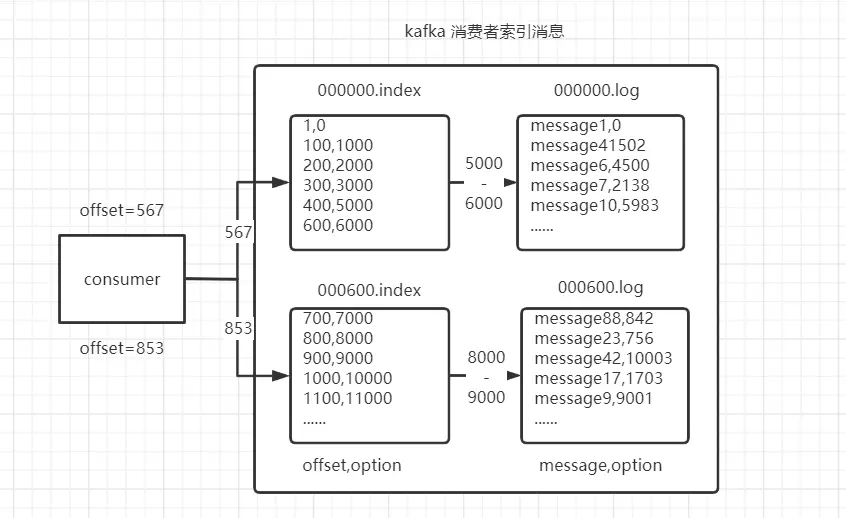 kafka 消费者索引消息
000000.index
1,0
100,1000
200,2000
300,3000
400,5000
600,6000
5000
-
6000
000000.log
message1,0
message41502
message6,4500
message7,2138
message10,5983
......
offset=567
consumer
offset=853
567
853
000600.index
700,7000
800,8000
900,9000
1000,10000
1100,11000
......
offset,option
8000
-
9000
000600.log
message88,842
message23,756
message42,10003
message17,1703
message9,9001
......
message,option